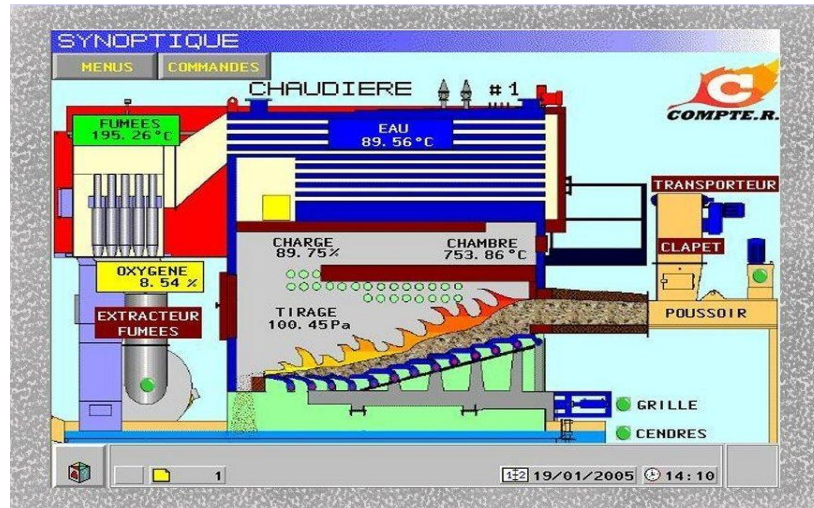 SYNOPTIQUE
MENUS COMMANDES
CHAUDIERE #1
COMPTE.R.
FUMEES
195.26°C
EAU
89.56°C
TRANSPORTEUR
CHARGE
89.75%
CHAMBRE
753.86°C
CLAPET
OXYGENE
8.54 %
EXTRACTEUR
FUMEES
TIRAGE
100.45Pa
POUSSOIR
GRILLE
CENDRES
1 19/01/2005 14:10